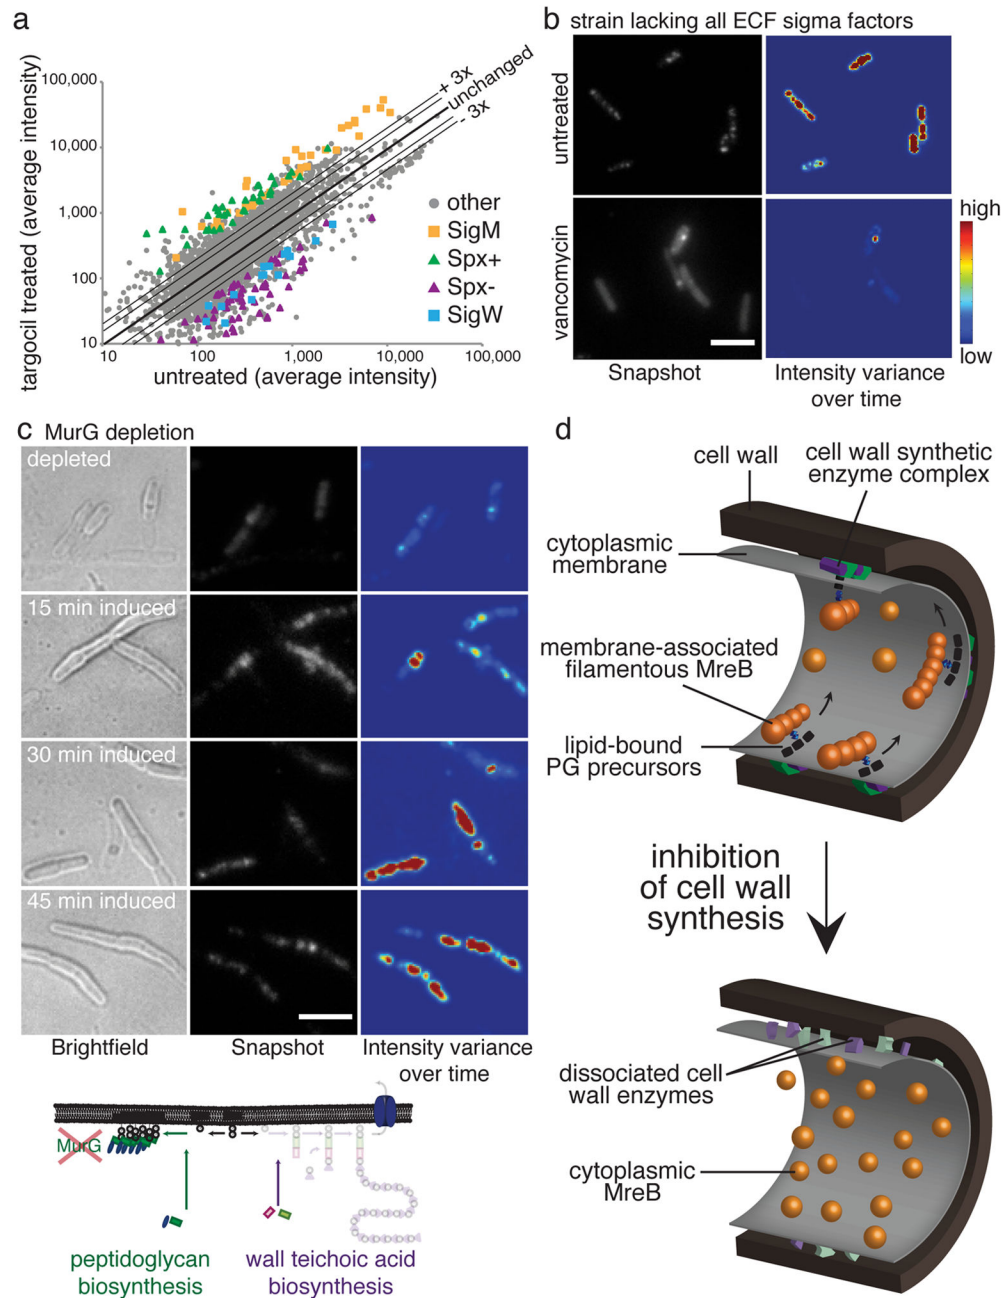 a
targocil treated (average intensity)
100,000
10,000
1,000
100
10
10
100
1,000
10,000
100,000
untreated (average intensity)
+ 3x
unchanged
- 3x
other
SigM
Spx+
Spx-
SigW
b strain lacking all ECF sigma factors
untreated
vancomycin
Snapshot
Intensity variance
over time
high
low
c MurG depletion
depleted
15 min induced
30 min induced
45 min induced
Brightfield
Snapshot
Intensity variance
over time
MurG
peptidoglycan
biosynthesis
wall teichoic acid
biosynthesis
d
cell wall
cell wall synthetic
enzyme complex
cytoplasmic
membrane
membrane-associated
filamentous MreB
lipid-bound
PG precursors
inhibition
of cell wall
synthesis
dissociated cell
wall enzymes
cytoplasmic
MreB